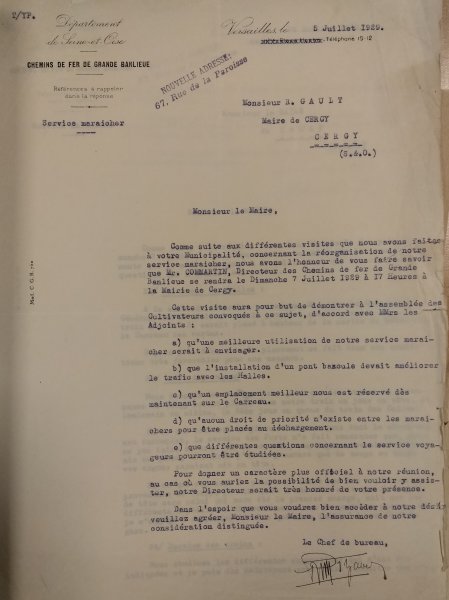 2/YP.
Département
de Seine-et-Oise
CHEMINS DE FER DE GRANDE BANLIEUE
Références à rappeler
dans la réponse
Service maraicher
Versailles, le 5 Juillet 1929.
Téléphone 15-12
NOUVELLE ADRESSE:
67, Rue de la Paroisse
Monsieur R. GAULT
Maire de CERGY
CERGY
(S.&O.)
Monsieur le Maire,
Comme suite aux différentes visites que nous avons faites
à votre Municipalité, concernant la réorganisation de notre
service maraicher, nous avons l'honneur de vous faire savoir
que Mr. COMMARTIN, Directeur des Chemins de fer de Grande
Banlieue se rendra le Dimanche 7 Juillet 1929 à 17 Heures à
la Mairie de Cergy.
Cette visite aura pour but de démontrer à l'assemblée des
Cultivateurs convoqués à ce sujet, d'accord avec MMrs les
Adjoints :
a) qu'une meilleure utilisation de notre service marai-
cher serait à envisager.
b) que l'installation d'un pont bascule devait améliorer
le trafic avec les Halles.
c) qu'un emplacement meilleur nous est réservé dès
maintenant sur le Carreau.
d) qu'aucun droit de priorité n'existe entre les marai-
chers pour être placés au déchargement.
e) que différentes questions concernant le service voya-
geurs pourront être étudiées.
Pour donner un caractère plus officiel à notre réunion,
au cas où vous auriez la possibilité de bien vouloir y assis-
ter, notre Directeur serait très honoré de votre présence.
Dans l'espoir que vous voudrez bien accéder à notre désir
veuillez agréer, Monsieur le Maire, l'assurance de notre
considération distinguée.
Le Chef de bureau,